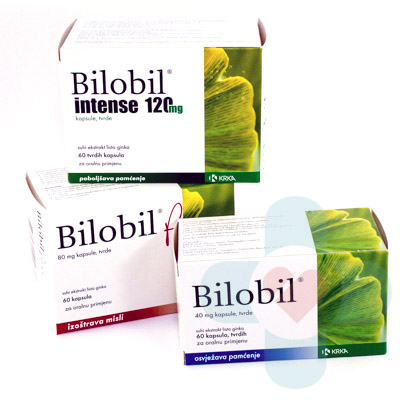 Bilobil®
intense 120mg
kapsule, tvrde
suhi ekstrakt lista ginka
60 tvrdih kapsula
za oralnu primjenu
poboljšava pamćenje
KRKA
Bilobil®
80 mg kapsule, tvrde
suhi ekstrakt lista ginka
60 kapsula
za oralnu primjenu
izoštrava misli
Bilobil®
40 mg kapsule, tvrde
suhi ekstrakt lista ginka
60 kapsula, tvrdih
za oralnu primjenu
osvježava pamćenje
KRKA